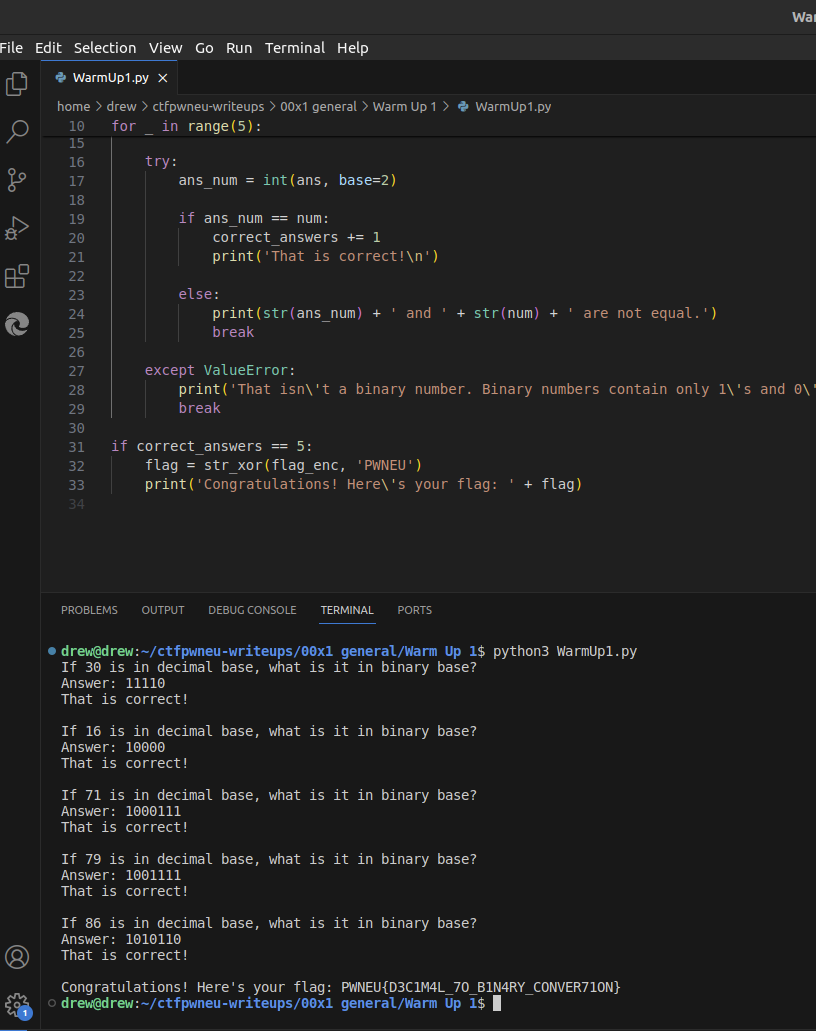 War
File Edit Selection View Go Run Terminal Help
WarmUp1.py
home > drew > ctfpwneu-writeups > 00x1 general > Warm Up 1 > WarmUp1.py
10 for _ in range(5):
15
16 try:
17 ans_num = int(ans, base=2)
18
19 if ans_num == num:
20 correct_answers += 1
21 print('That is correct!\n')
22
23 else:
24 print(str(ans_num) + ' and ' + str(num) + ' are not equal.')
25 break
26
27 except ValueError:
28 print('That isn\'t a binary number. Binary numbers contain only 1\'s and 0\'
29 break
30
31 if correct_answers == 5:
32 flag = str_xor(flag_enc, 'PWNEU')
33 print('Congratulations! Here\'s your flag: ' + flag)
34
PROBLEMS OUTPUT DEBUG CONSOLE TERMINAL PORTS
drew@drew:~/ctfpwneu-writeups/00x1 general/Warm Up 1$ python3 WarmUp1.py
If 30 is in decimal base, what is it in binary base?
Answer: 11110
That is correct!
If 16 is in decimal base, what is it in binary base?
Answer: 10000
That is correct!
If 71 is in decimal base, what is it in binary base?
Answer: 1000111
That is correct!
If 79 is in decimal base, what is it in binary base?
Answer: 1001111
That is correct!
If 86 is in decimal base, what is it in binary base?
Answer: 1010110
That is correct!
Congratulations! Here's your flag: PWNEU{D3C1M4L_7O_B1N4RY_CONVER71ON}
drew@drew:~/ctfpwneu-writeups/00x1 general/Warm Up 1$
1